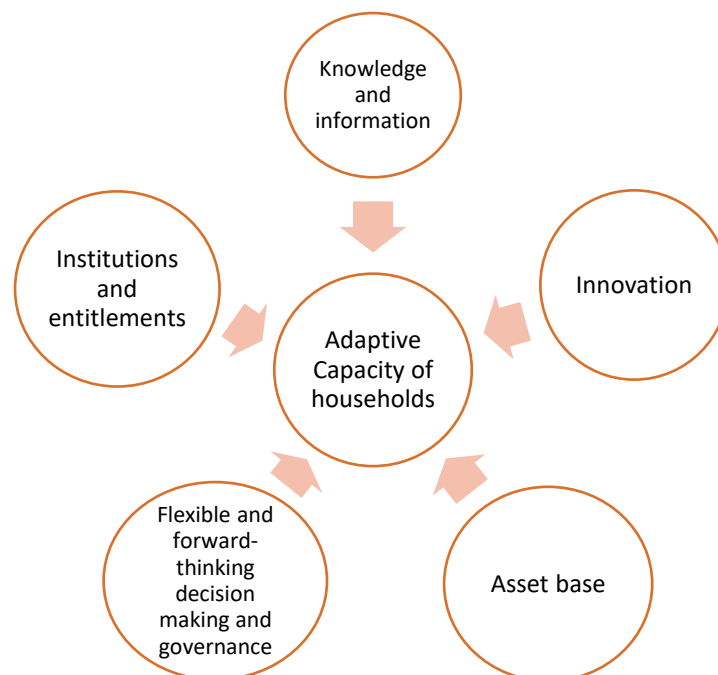 Knowledge
and
information
Institutions
and
entitlements
Innovation
Adaptive
Capacity of
households
Flexible and
forward-
thinking
decision
making and
governance
Asset base